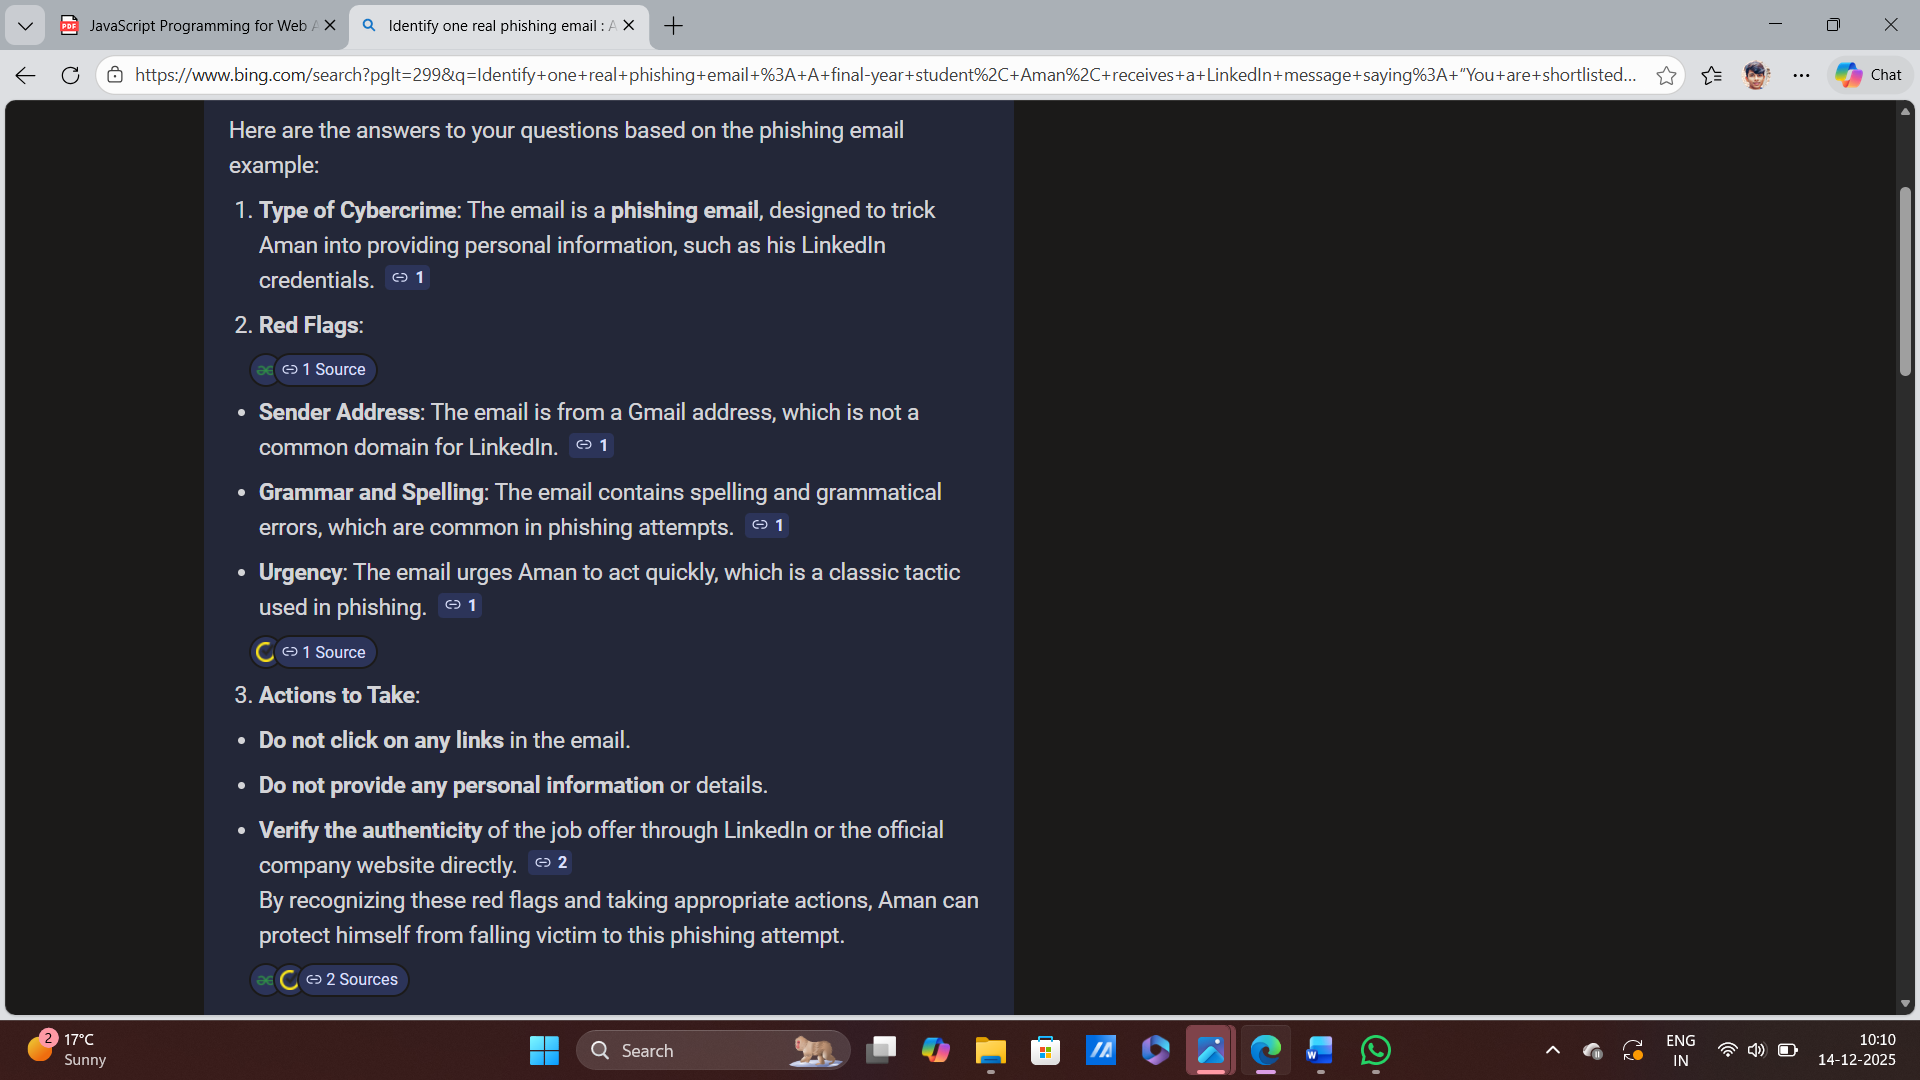 JavaScript Programming for Web A
Identify one real phishing email : A
https://www.bing.com/search?pglt=299&q=Identify+one+real+phishing+email+%3A+A+final-year+student%2C+Aman%2C+receives+a+LinkedIn+message+saying%3A+“You+are+shortlisted...
Chat
Here are the answers to your questions based on the phishing email
example:
1. Type of Cybercrime: The email is a phishing email, designed to trick
Aman into providing personal information, such as his LinkedIn
credentials. 1
2. Red Flags:
1 Source
• Sender Address: The email is from a Gmail address, which is not a
common domain for LinkedIn. 1
• Grammar and Spelling: The email contains spelling and grammatical
errors, which are common in phishing attempts. 1
• Urgency: The email urges Aman to act quickly, which is a classic tactic
used in phishing. 1
1 Source
3. Actions to Take:
• Do not click on any links in the email.
• Do not provide any personal information or details.
• Verify the authenticity of the job offer through LinkedIn or the official
company website directly. 2
By recognizing these red flags and taking appropriate actions, Aman can
protect himself from falling victim to this phishing attempt.
2 Sources
2
17°C
Sunny
Search
ENG
IN
10:10
14-12-2025